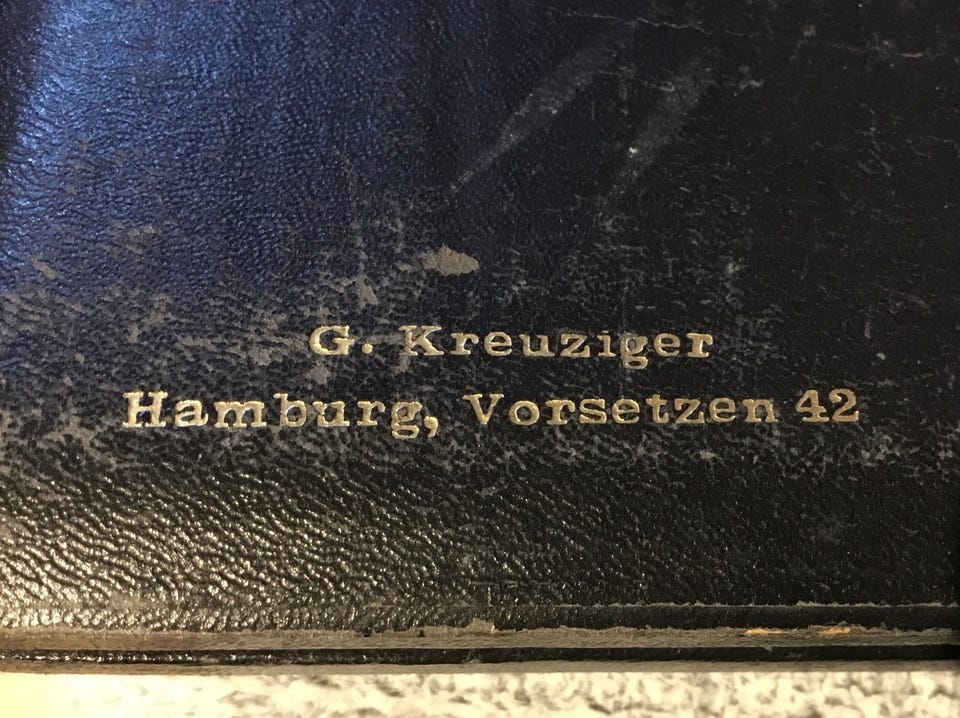 G. Kreuziger
Hamburg, Vorsetzen 42